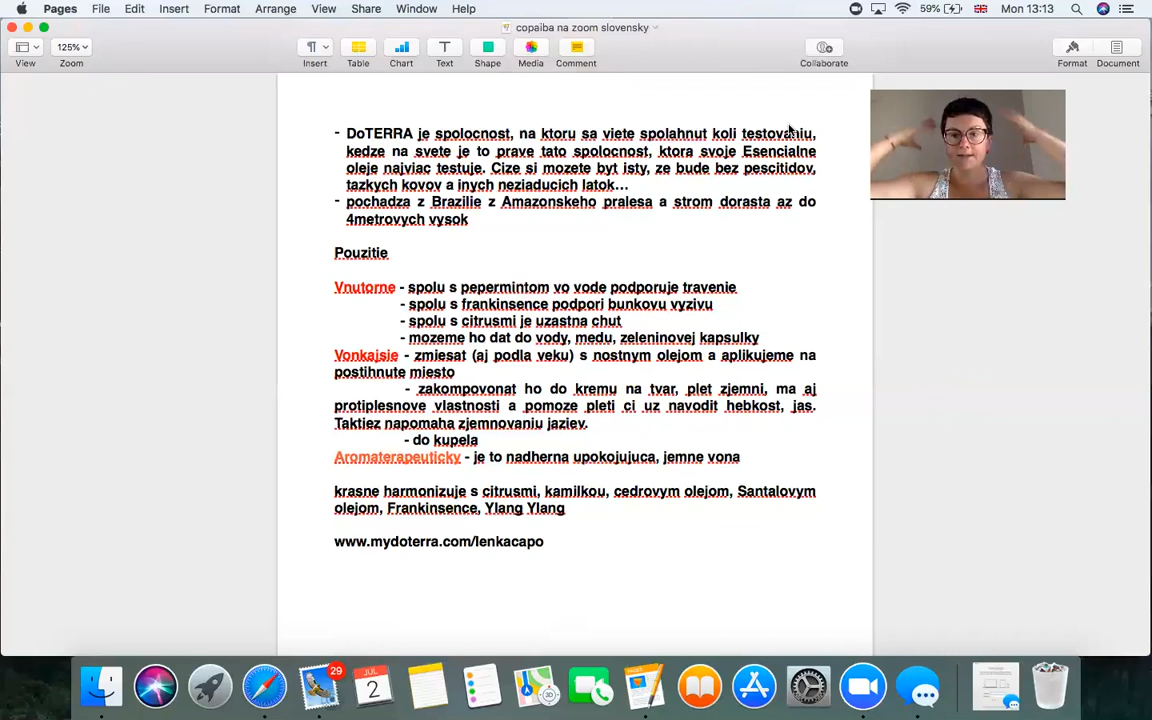 Pages File Edit Insert Format Arrange View Share Window Help 59% Mon 13:13
copaiba na zoom slovensky
125%
View Zoom Insert Table Chart Text Shape Media Comment Collaborate Format Document
- DoTERRA je spolocnost, na ktoru sa viete spolahnut koli testovaniu,
kedze na svete je to prave tato spolocnost, ktora svoje Esencialne
oleje najviac testuje. Cize si mozete byt isty, ze bude bez pescitidov,
tazkych kovov a inych neziaducich latok...
- pochadza z Brazilie z Amazonskeho pralesa a strom dorasta az do
4metrovych vysok
Pouzitie
Vnutorne - spolu s pepermintom vo vode podporuje travenie
- spolu s frankinsence podpori bunkovu vyzivu
- spolu s citrusmi je uzastna chut
- mozeme ho dat do vody, medu, zeleninovej kapsulky
Vonkajsie - zmiesat (aj podla veku) s nostnym olejom a aplikujeme na
postihnute miesto
- zakompovonat ho do kremu na tvar, plet zjemni, ma aj
protiplesnove vlastnosti a pomoze pleti ci uz navodit hebkost, jas.
Taktiez napomaha zjemnovaniu jaziev.
- do kupela
Aromaterapeuticky - je to nadherna upokojujuca, jemne vona
krasne harmonizuje s citrusmi, kamilkou, cedrovym olejom, Santalovym
olejom, Frankinsence, Ylang Ylang
www.mydoterra.com/lenkacapo
29
JUL
2
3D